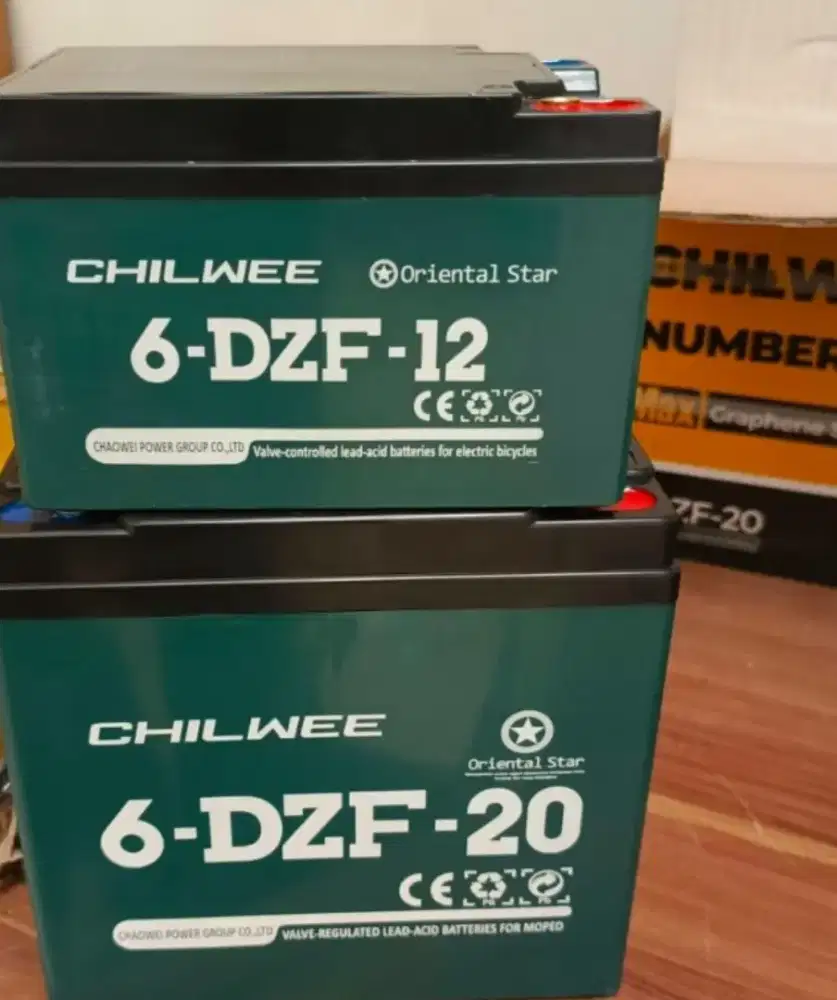 CHILWEE
Oriental Star
6-DZF-12
CE
CHAOWEI POWER GROUP CO.,LTD
Valve-controlled lead-acid batteries for electric bicycles
CHILW
NUMBER
Max
Graphene
ZF-20
CHILWEE
Oriental Star
6-DZF-20
CE
Pb Pb
CHAOWEI POWER GROUP CO.,LTD
VALVE-REGULATED LEAD-ACID BATTERIES FOR MOPED